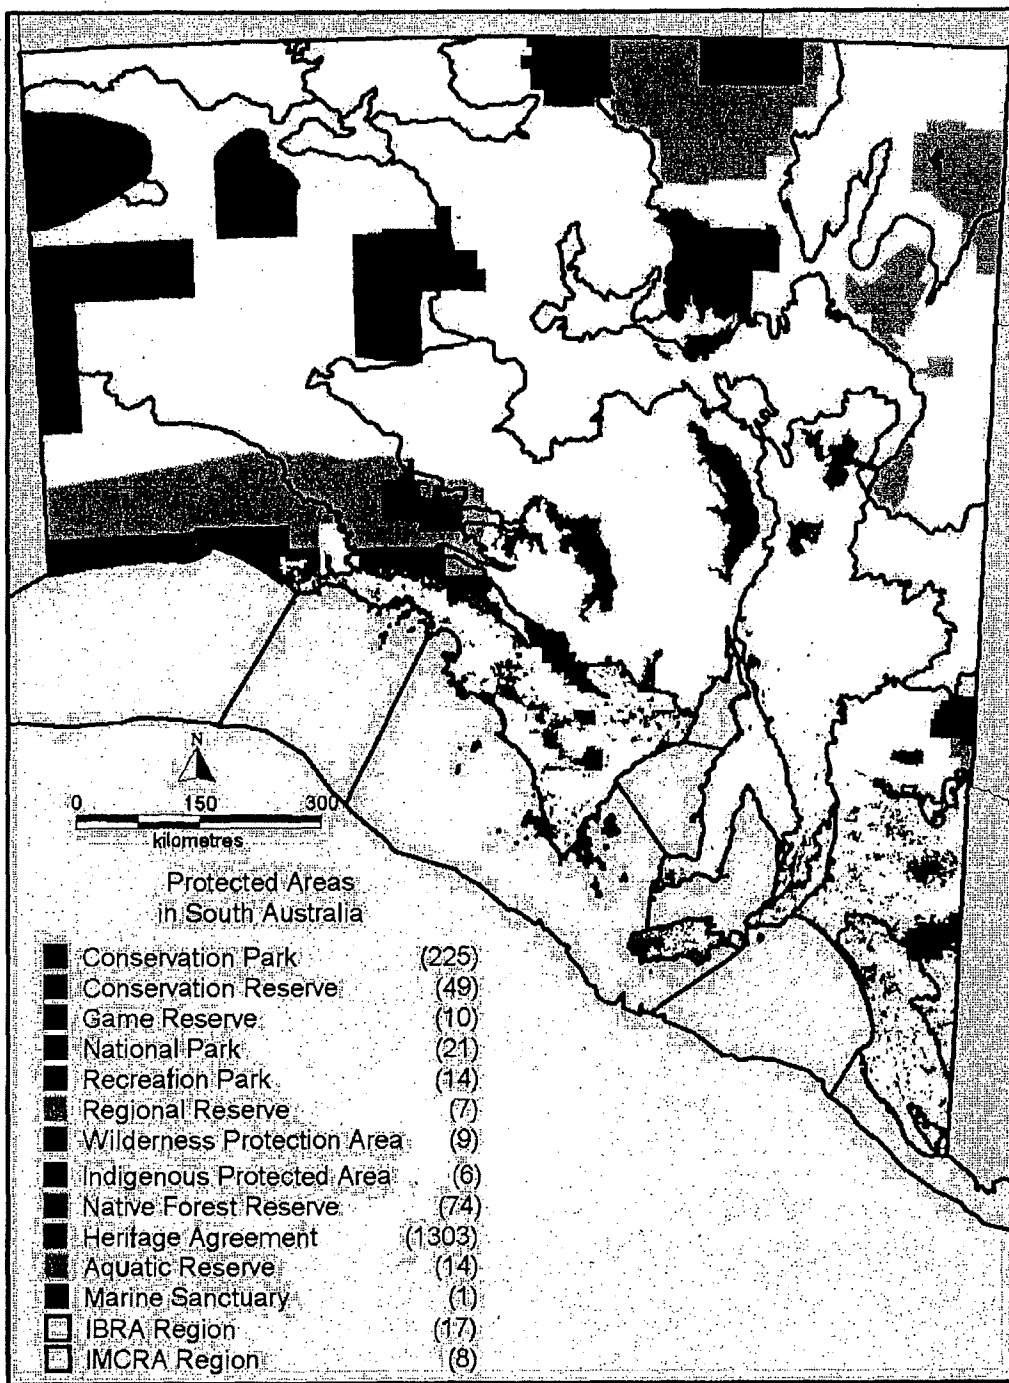 N
0 150 300
kilometres
Protected Areas
in South Australia
Conservation Park (225)
Conservation Reserve (49)
Game Reserve (10)
National Park (21)
Recreation Park (14)
Regional Reserve (7)
Wilderness Protection Area (9)
Indigenous Protected Area (6)
Native Forest Reserve (74)
Heritage Agreement (1303)
Aquatic Reserve (14)
Marine Sanctuary (1)
IBRA Region (17)
IMCRA Region (8)